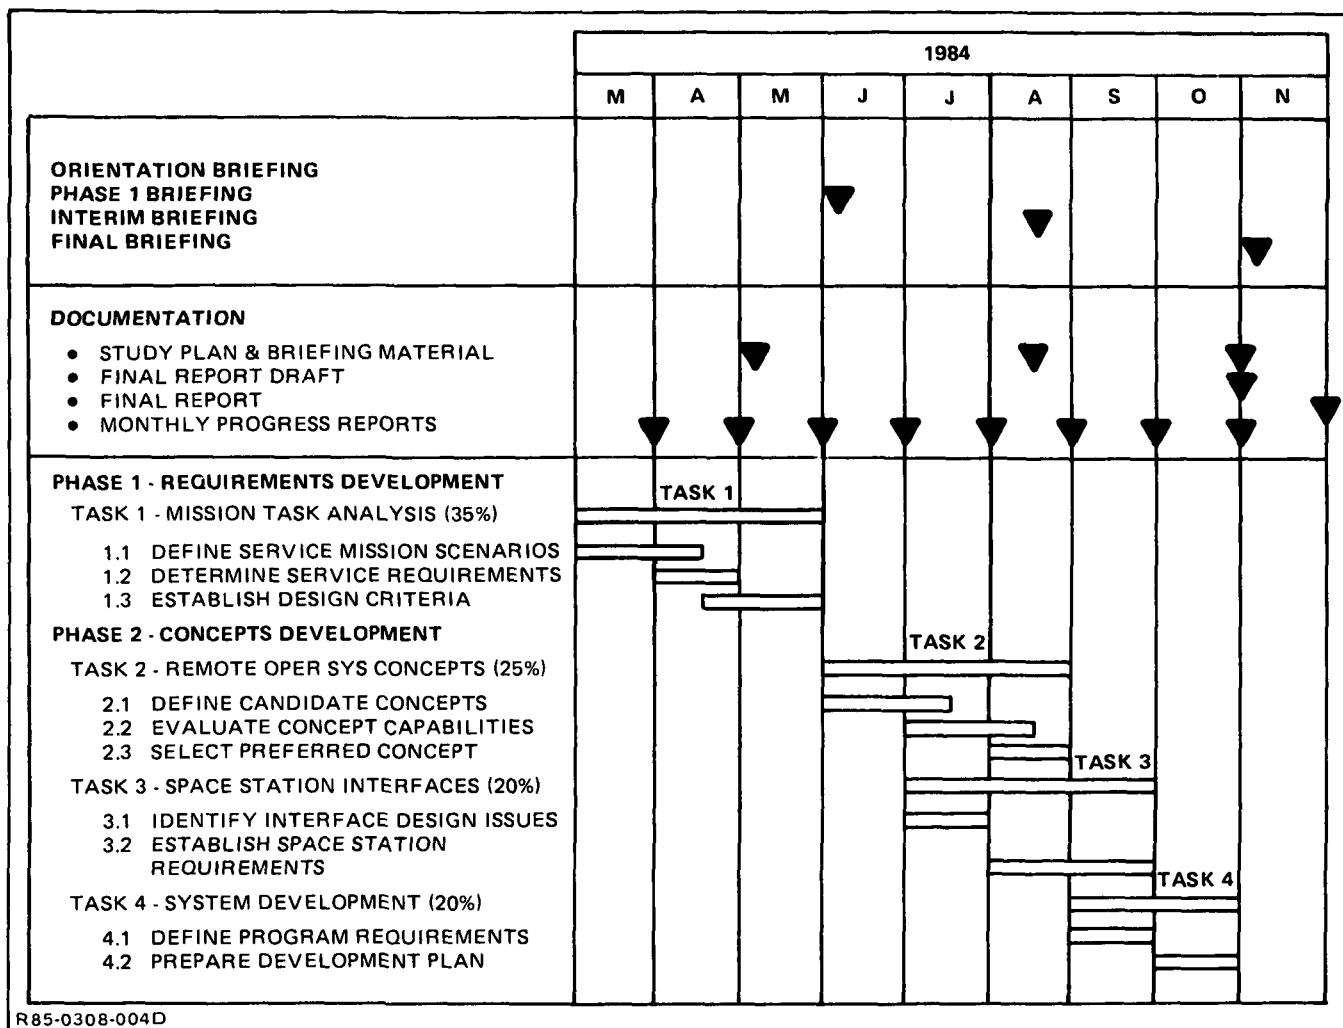 1984
M A M J J A S O N
ORIENTATION BRIEFING
PHASE 1 BRIEFING
INTERIM BRIEFING
FINAL BRIEFING
DOCUMENTATION
• STUDY PLAN & BRIEFING MATERIAL
• FINAL REPORT DRAFT
• FINAL REPORT
• MONTHLY PROGRESS REPORTS
PHASE 1 - REQUIREMENTS DEVELOPMENT
TASK 1
TASK 1 - MISSION TASK ANALYSIS (35%)
1.1 DEFINE SERVICE MISSION SCENARIOS
1.2 DETERMINE SERVICE REQUIREMENTS
1.3 ESTABLISH DESIGN CRITERIA
PHASE 2 - CONCEPTS DEVELOPMENT
TASK 2
TASK 2 - REMOTE OPER SYS CONCEPTS (25%)
2.1 DEFINE CANDIDATE CONCEPTS
2.2 EVALUATE CONCEPT CAPABILITIES
2.3 SELECT PREFERRED CONCEPT
TASK 3
TASK 3 - SPACE STATION INTERFACES (20%)
3.1 IDENTIFY INTERFACE DESIGN ISSUES
3.2 ESTABLISH SPACE STATION
REQUIREMENTS
TASK 4
TASK 4 - SYSTEM DEVELOPMENT (20%)
4.1 DEFINE PROGRAM REQUIREMENTS
4.2 PREPARE DEVELOPMENT PLAN
R85-0308-004D